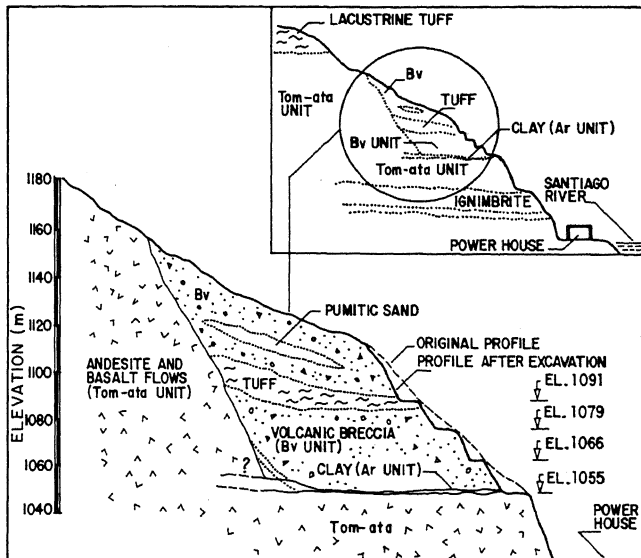 LACUSTRINE TUFF
Bv
Tom-ata
UNIT
TUFF
CLAY (Ar UNIT)
Bv UNIT
Tom-ata UNIT
IGNIMBRITE
SANTIAGO
RIVER
POWER HOUSE
1180
1160
1140
1120
1100
1080
1060
1040
ELEVATION (m)
Bv
PUMITIC SAND
ORIGINAL PROFILE
PROFILE AFTER EXCAVATION
ANDESITE AND
BASALT FLOWS
(Tom-ata UNIT)
TUFF
EL.1091
EL.1079
EL.1066
EL.1055
VOLCANIC BRECCIA
(Bv UNIT)
?
CLAY (Ar UNIT)
Tom-ata
POWER
HOUSE